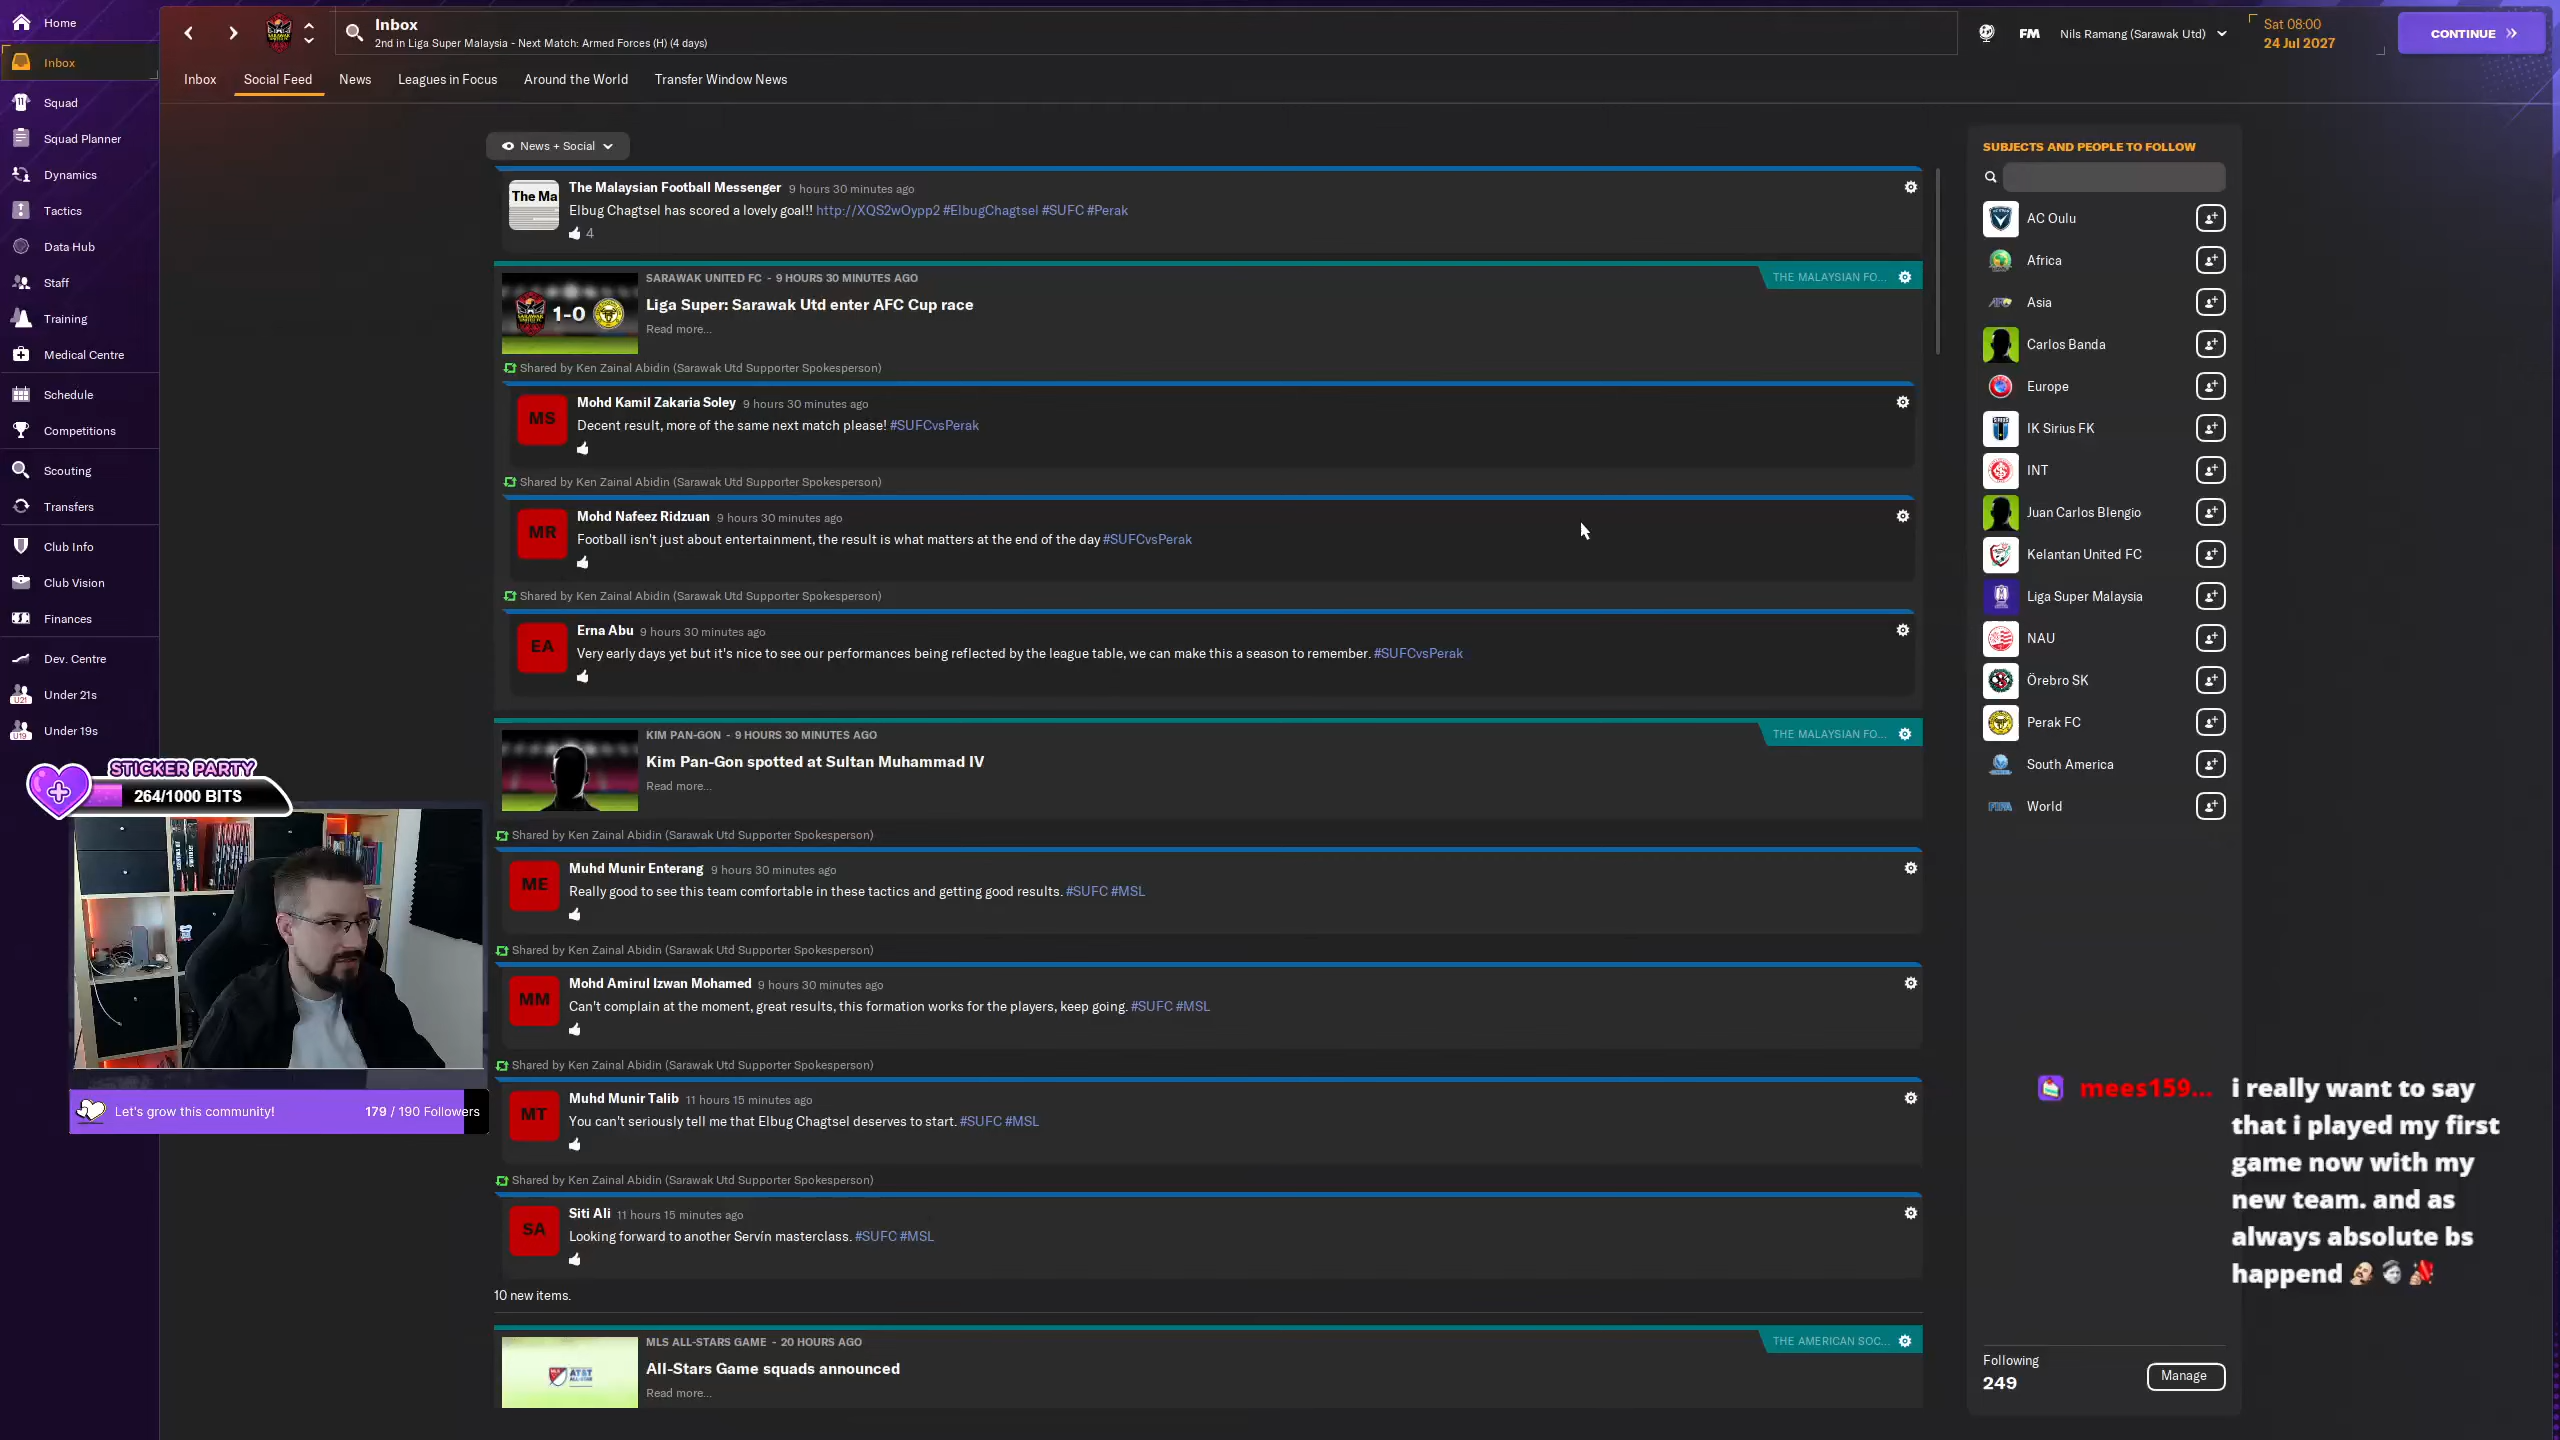 Home
Inbox
Squad
Squad Planner
Dynamics
Tactics
Data Hub
Staff
Training
Medical Centre
Schedule
Competitions
Scouting
Transfers
Club Info
Club Vision
Finances
Dev. Centre
Under 21s
Under 19s
Inbox
2nd in Liga Super Malaysia - Next Match: Armed Forces (H) (4 days)
FM
Nils Ramang (Sarawak Utd)
Sat 08:00
24 Jul 2027
CONTINUE
Inbox
Social Feed
News
Leagues in Focus
Around the World
Transfer Window News
News + Social
The Ma
The Malaysian Football Messenger 9 hours 30 minutes ago
Elbug Chagtsel has scored a lovely goal!! http://XQS2wOypp2 #ElbugChagtsel #SUFC #Perak
4
1-0
SARAWAK UNITED FC - 9 HOURS 30 MINUTES AGO
THE MALAYSIAN FO...
Liga Super: Sarawak Utd enter AFC Cup race
Read more...
Shared by Ken Zainal Abidin (Sarawak Utd Supporter Spokesperson)
MS
Mohd Kamil Zakaria Soley 9 hours 30 minutes ago
Decent result, more of the same next match please! #SUFCvsPerak
Shared by Ken Zainal Abidin (Sarawak Utd Supporter Spokesperson)
MR
Mohd Nafeez Ridzuan 9 hours 30 minutes ago
Football isn't just about entertainment, the result is what matters at the end of the day #SUFCvsPerak
Shared by Ken Zainal Abidin (Sarawak Utd Supporter Spokesperson)
EA
Erna Abu 9 hours 30 minutes ago
Very early days yet but it's nice to see our performances being reflected by the league table, we can make this a season to remember. #SUFCvsPerak
KIM PAN-GON - 9 HOURS 30 MINUTES AGO
THE MALAYSIAN FO...
Kim Pan-Gon spotted at Sultan Muhammad IV
Read more...
Shared by Ken Zainal Abidin (Sarawak Utd Supporter Spokesperson)
ME
Muhd Munir Enterang 9 hours 30 minutes ago
Really good to see this team comfortable in these tactics and getting good results. #SUFC #MSL
Shared by Ken Zainal Abidin (Sarawak Utd Supporter Spokesperson)
MM
Mohd Amirul Izwan Mohamed 9 hours 30 minutes ago
Can't complain at the moment, great results, this formation works for the players, keep going. #SUFC #MSL
Shared by Ken Zainal Abidin (Sarawak Utd Supporter Spokesperson)
MT
Muhd Munir Talib 11 hours 15 minutes ago
You can't seriously tell me that Elbug Chagtsel deserves to start. #SUFC #MSL
Shared by Ken Zainal Abidin (Sarawak Utd Supporter Spokesperson)
SA
Siti Ali 11 hours 15 minutes ago
Looking forward to another Servín masterclass. #SUFC #MSL
10 new items.
MLS ALL-STARS GAME - 20 HOURS AGO
THE AMERICAN SOC...
All-Stars Game squads announced
Read more...
SUBJECTS AND PEOPLE TO FOLLOW
AC Oulu
Africa
Asia
Carlos Banda
Europe
IK Sirius FK
INT
Juan Carlos Blengio
Kelantan United FC
Liga Super Malaysia
NAU
Örebro SK
Perak FC
South America
World
Following
249
Manage
STICKER PARTY
264/1000 BITS
Let's grow this community!
179 / 190 Followers
mees159...
i really want to say
that i played my first
game now with my
new team. and as
always absolute bs
happend